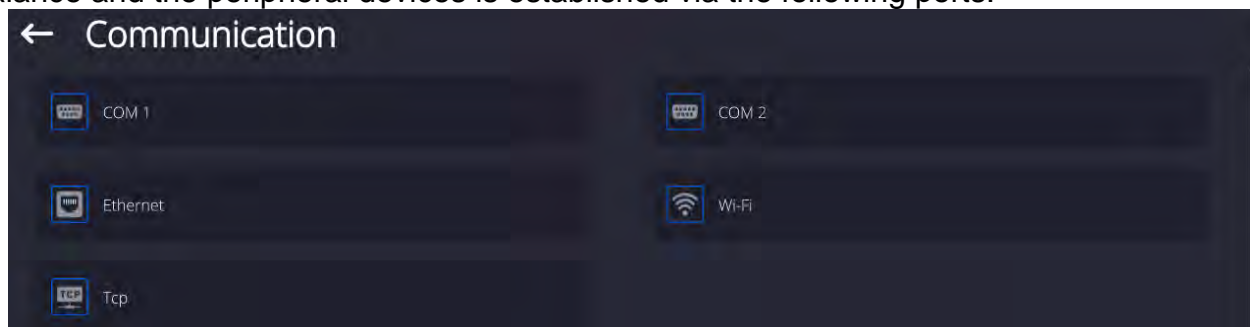 and the peripheral devices is established via the following ports:
← Communication
COM 1 COM 2
Ethernet Wi-Fi
TCP Tcp